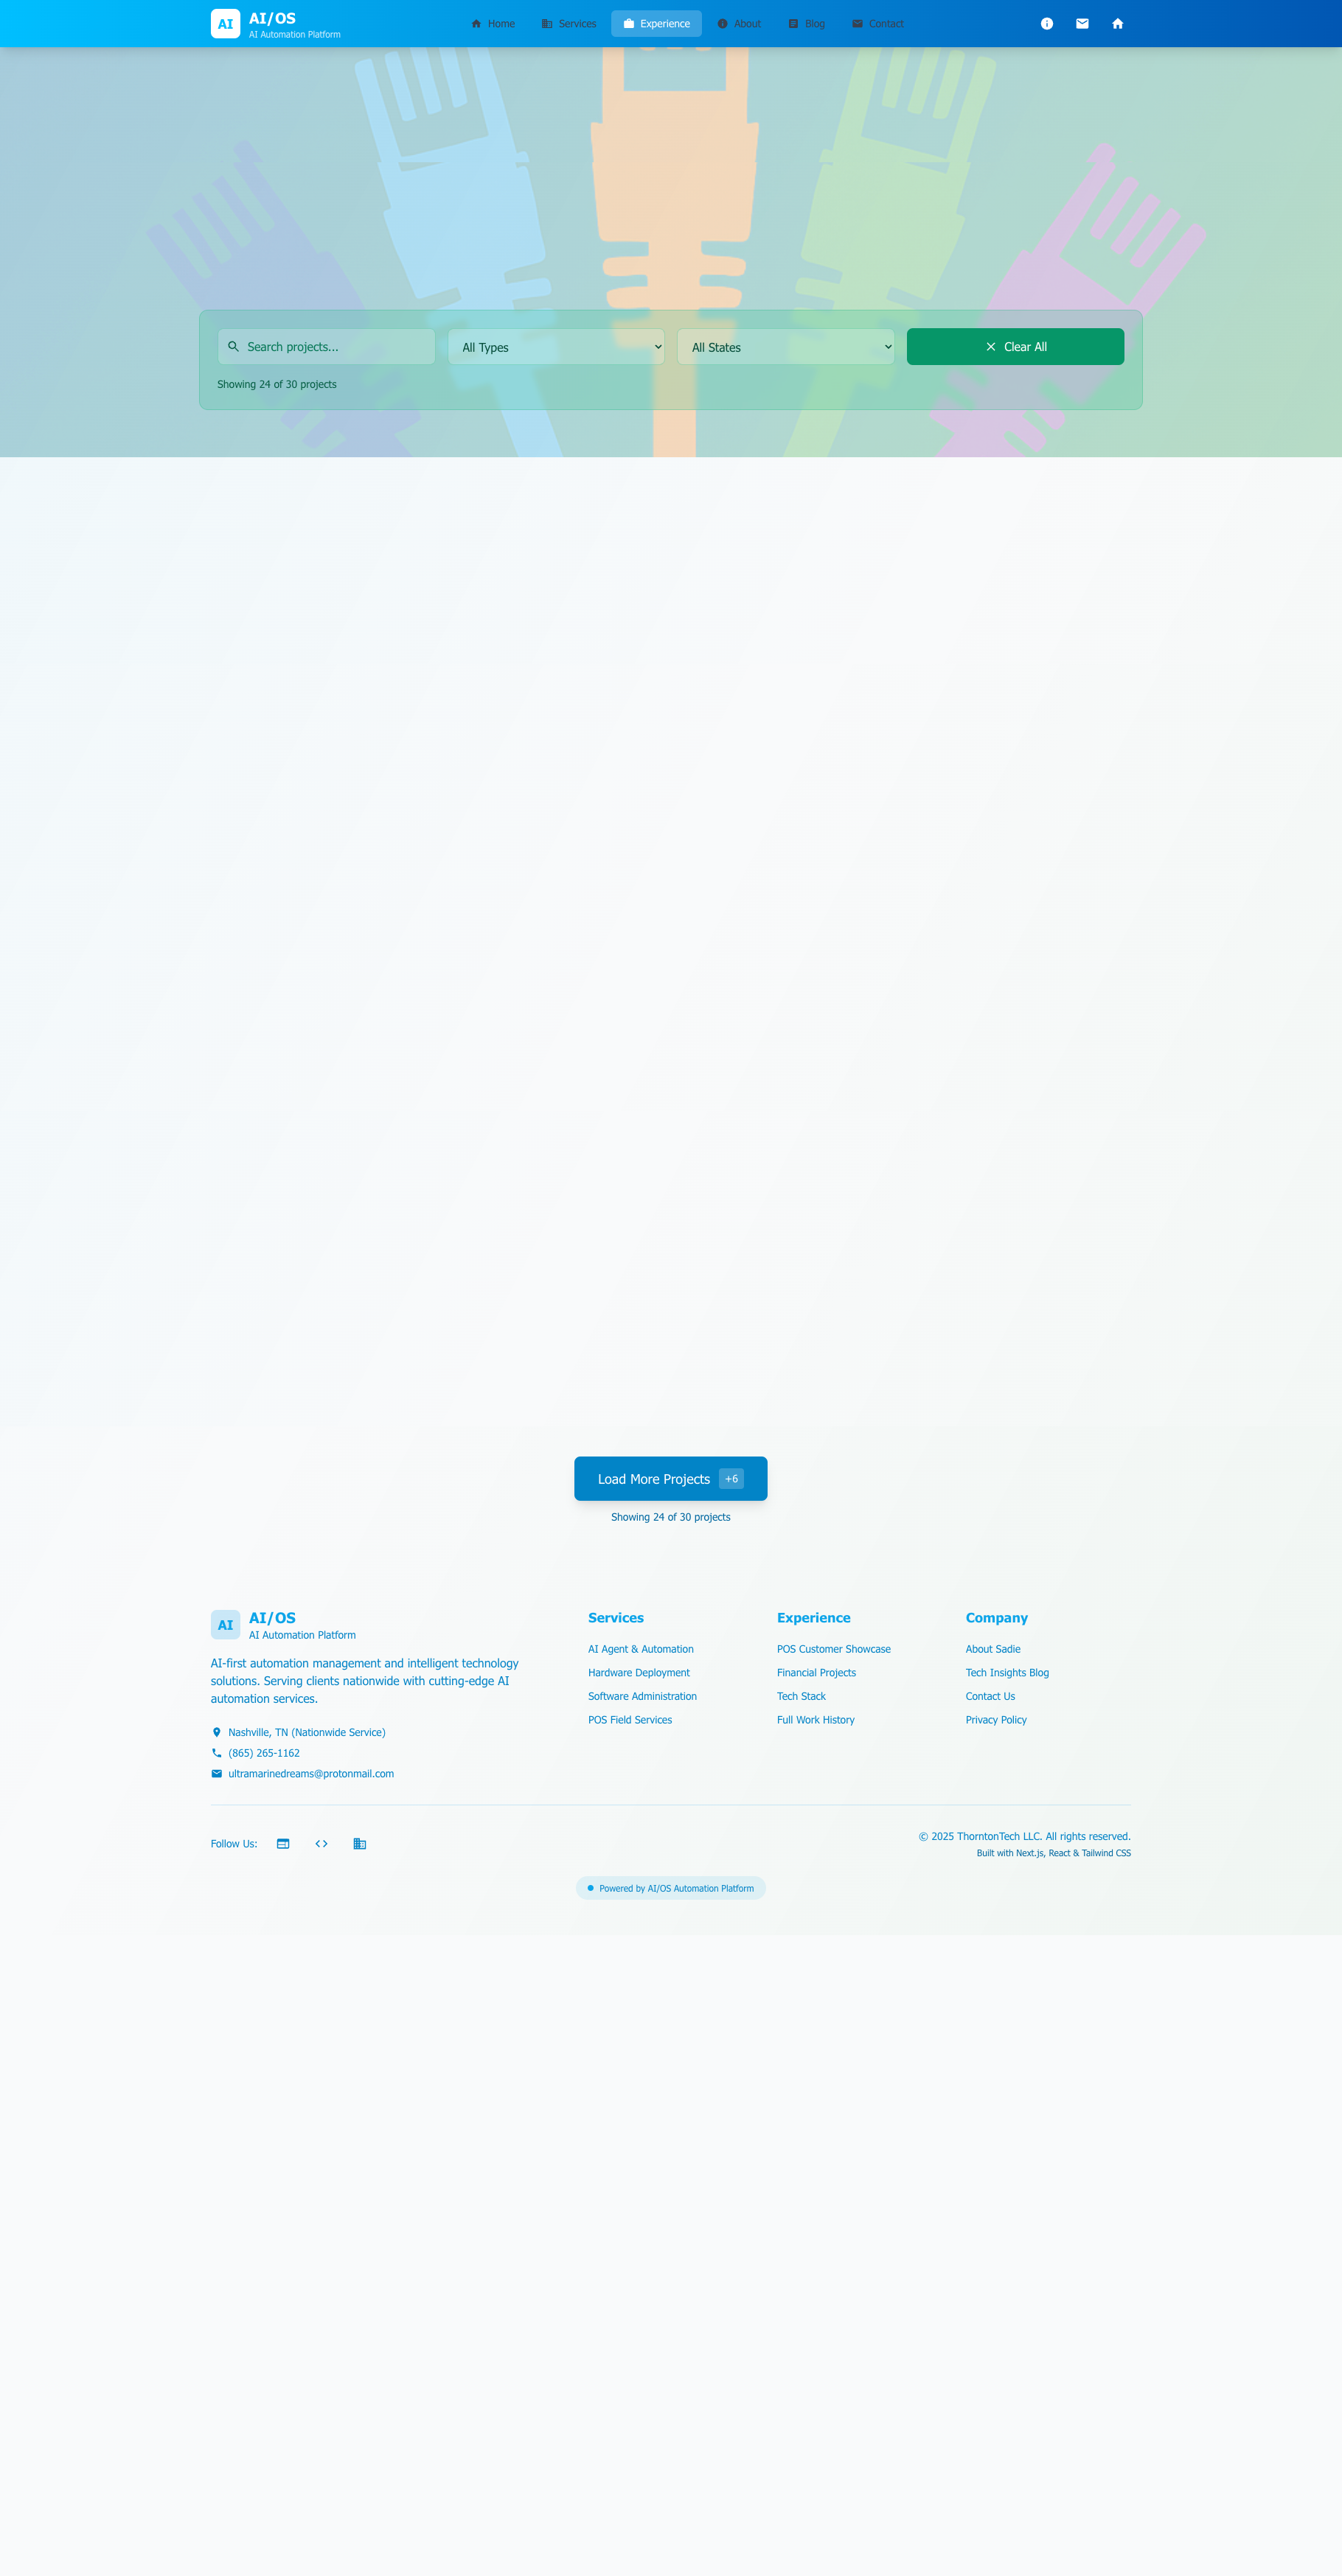 AI
AI/OS
AI Automation Platform
Home
Services
Experience
About
Blog
Contact
Search projects...
All Types
All States
Clear All
Showing 24 of 30 projects
Load More Projects +6
Showing 24 of 30 projects
AI
AI/OS
AI Automation Platform
AI-first automation management and intelligent technology
solutions. Serving clients nationwide with cutting-edge AI
automation services.
Nashville, TN (Nationwide Service)
(865) 265-1162
ultramarinedreams@protonmail.com
Services
AI Agent & Automation
Hardware Deployment
Software Administration
POS Field Services
Experience
POS Customer Showcase
Financial Projects
Tech Stack
Full Work History
Company
About Sadie
Tech Insights Blog
Contact Us
Privacy Policy
Follow Us:
© 2025 ThorntonTech LLC. All rights reserved.
Built with Next.js, React & Tailwind CSS
Powered by AI/OS Automation Platform